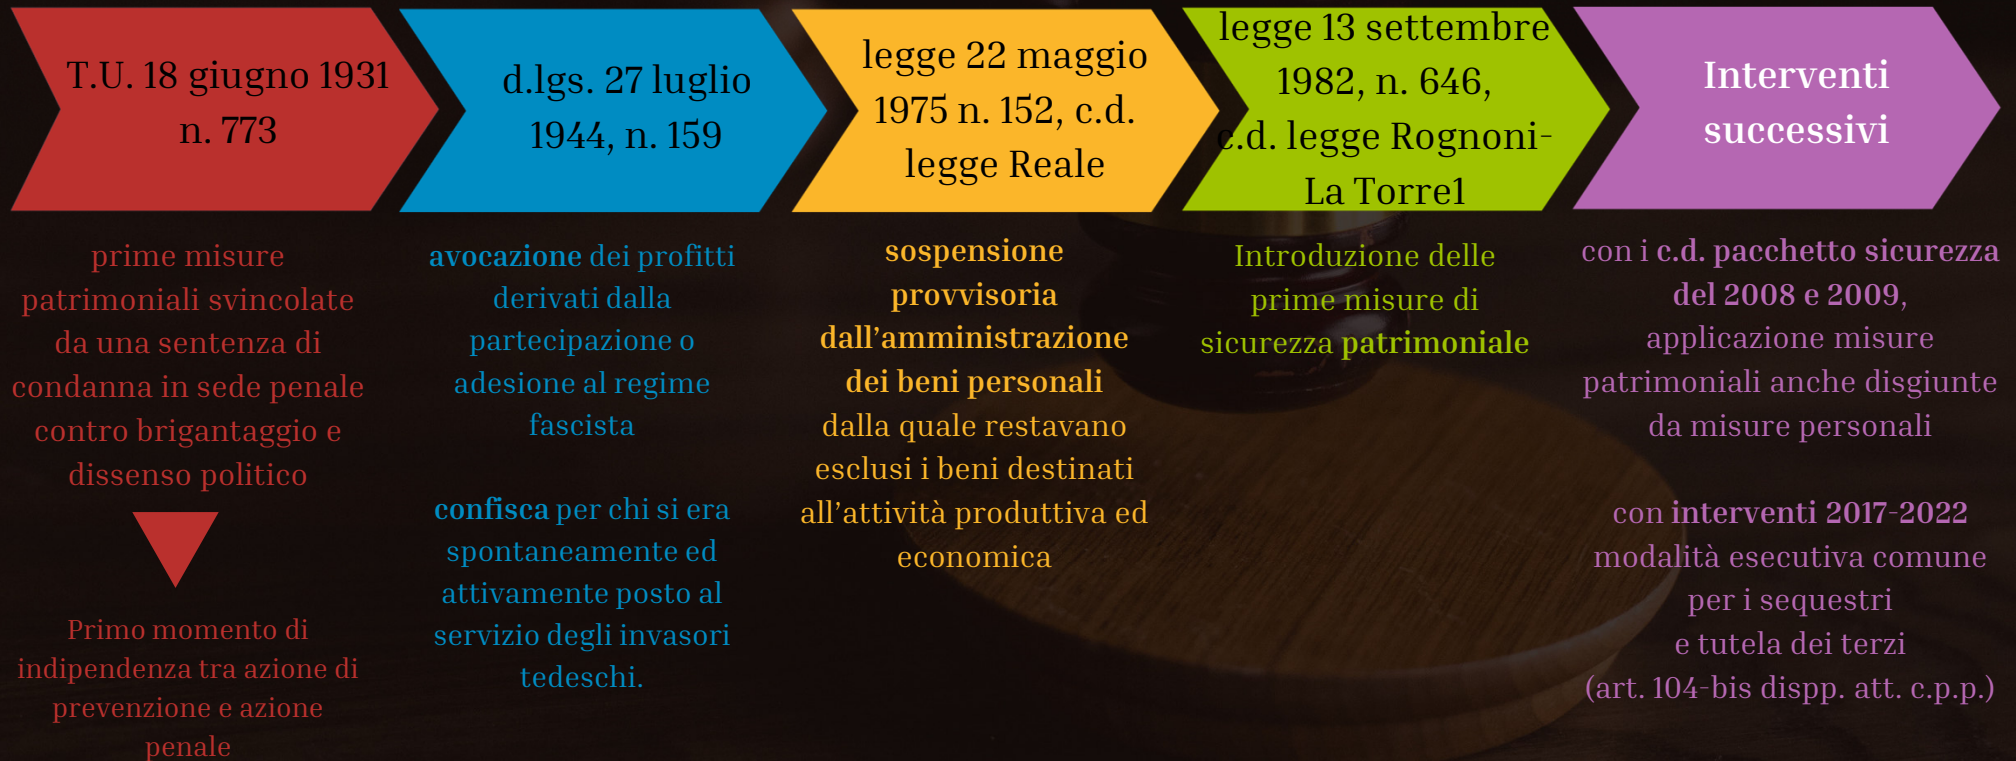 T.U. 18 giugno 1931
n. 773
prime misure
patrimoniali svincolate
da una sentenza di
condanna in sede penale
contro brigantaggio e
dissenso politico
Primo momento di
indipendenza tra azione di
prevenzione e azione
penale
d.lgs. 27 luglio
1944, n. 159
avocazione dei profitti
derivati dalla
partecipazione o
adesione al regime
fascista
confisca per chi si era
spontaneamente ed
attivamente posto al
servizio degli invasori
tedeschi.
legge 22 maggio
1975 n. 152, c.d.
legge Reale
sospensione
provvisoria
dall’amministrazione
dei beni personali
dalla quale restavano
esclusi i beni destinati
all’attività produttiva ed
economica
legge 13 settembre
1982, n. 646,
c.d. legge Rognoni-
La Torre1
Introduzione delle
prime misure di
sicurezza patrimoniale
Interventi
successivi
con i c.d. pacchetto sicurezza
del 2008 e 2009,
applicazione misure
patrimoniali anche disgiunte
da misure personali
con interventi 2017-2022
modalità esecutiva comune
per i sequestri
e tutela dei terzi
(art. 104-bis dispp. att. c.p.p.)